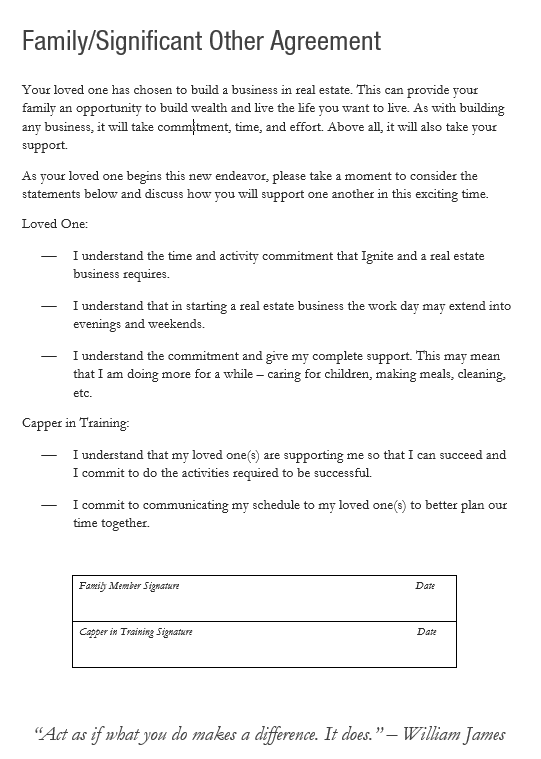 Family/Significant Other Agreement
Your loved one has chosen to build a business in real estate. This can provide your
family an opportunity to build wealth and live the life you want to live. As with building
any business, it will take commitment, time, and effort. Above all, it will also take your
support.
As your loved one begins this new endeavor, please take a moment to consider the
statements below and discuss how you will support one another in this exciting time.
Loved One:
— I understand the time and activity commitment that Ignite and a real estate
business requires.
— I understand that in starting a real estate business the work day may extend into
evenings and weekends.
— I understand the commitment and give my complete support. This may mean
that I am doing more for a while – caring for children, making meals, cleaning,
etc.
Capper in Training:
— I understand that my loved one(s) are supporting me so that I can succeed and
I commit to do the activities required to be successful.
— I commit to communicating my schedule to my loved one(s) to better plan our
time together.
Family Member Signature Date
Capper in Training Signature Date
“Act as if what you do makes a difference. It does.” – William James